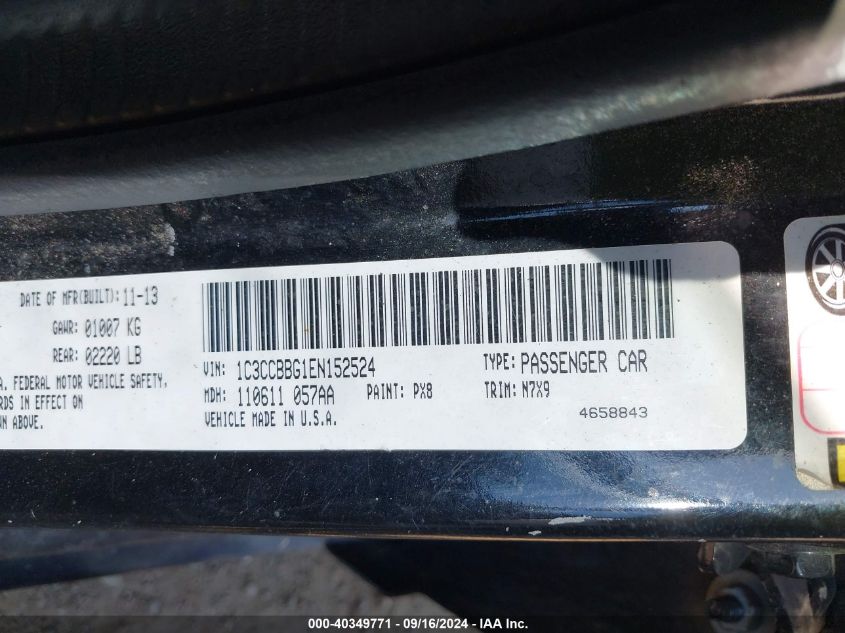 DATE OF MFR(BUILT): 11-13
GAWR: 01007 KG
REAR: 02220 LB
A. FEDERAL MOTOR VEHICLE SAFETY,
RDS IN EFFECT ON
WN ABOVE.
VIN: 1C3CCBBG1EN152524
TYPE: PASSENGER CAR
MDH: 110611 057AA
PAINT: PX8
TRIM: N7X9
VEHICLE MADE IN U.S.A.
4658843
000-40349771 - 09/16/2024 - IAA Inc.